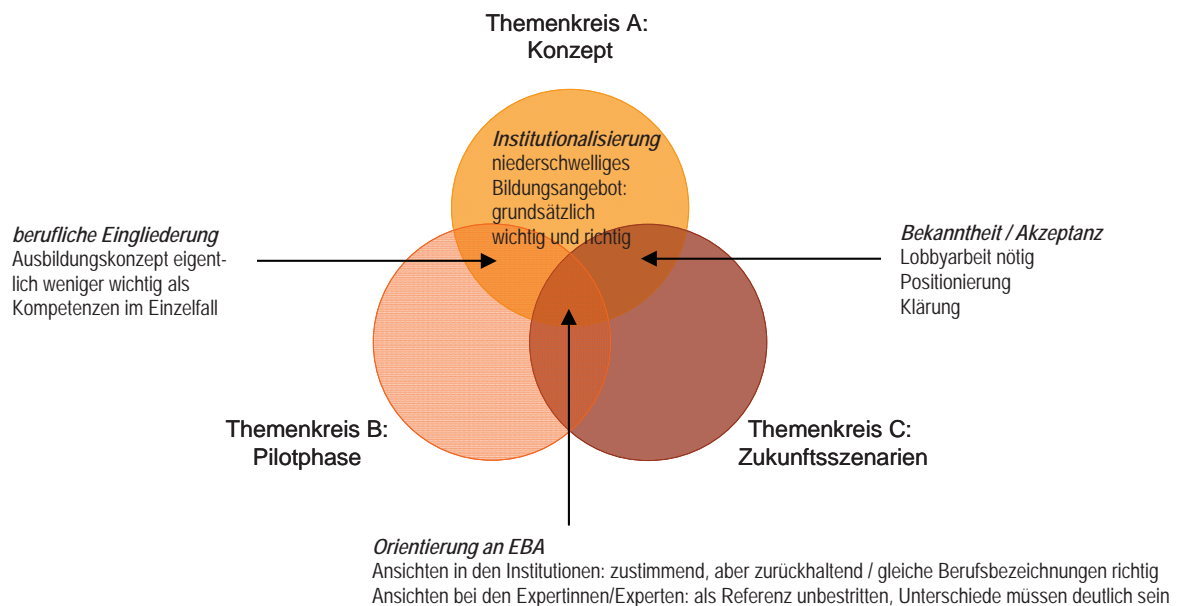 Themenkreis A:
Konzept
Institutionalisierung
niederschwelliges
Bildungsangebot:
grundsätzlich
wichtig und richtig
berufliche Eingliederung
Ausbildungskonzept eigent-
lich weniger wichtig als
Kompetenzen im Einzelfall
Bekanntheit / Akzeptanz
Lobbyarbeit nötig
Positionierung
Klärung
Themenkreis B:
Pilotphase
Themenkreis C:
Zukunftsszenarien
Orientierung an EBA
Ansichten in den Institutionen: zustimmend, aber zurückhaltend / gleiche Berufsbezeichnungen richtig
Ansichten bei den Expertinnen/Experten: als Referenz unbestritten, Unterschiede müssen deutlich sein